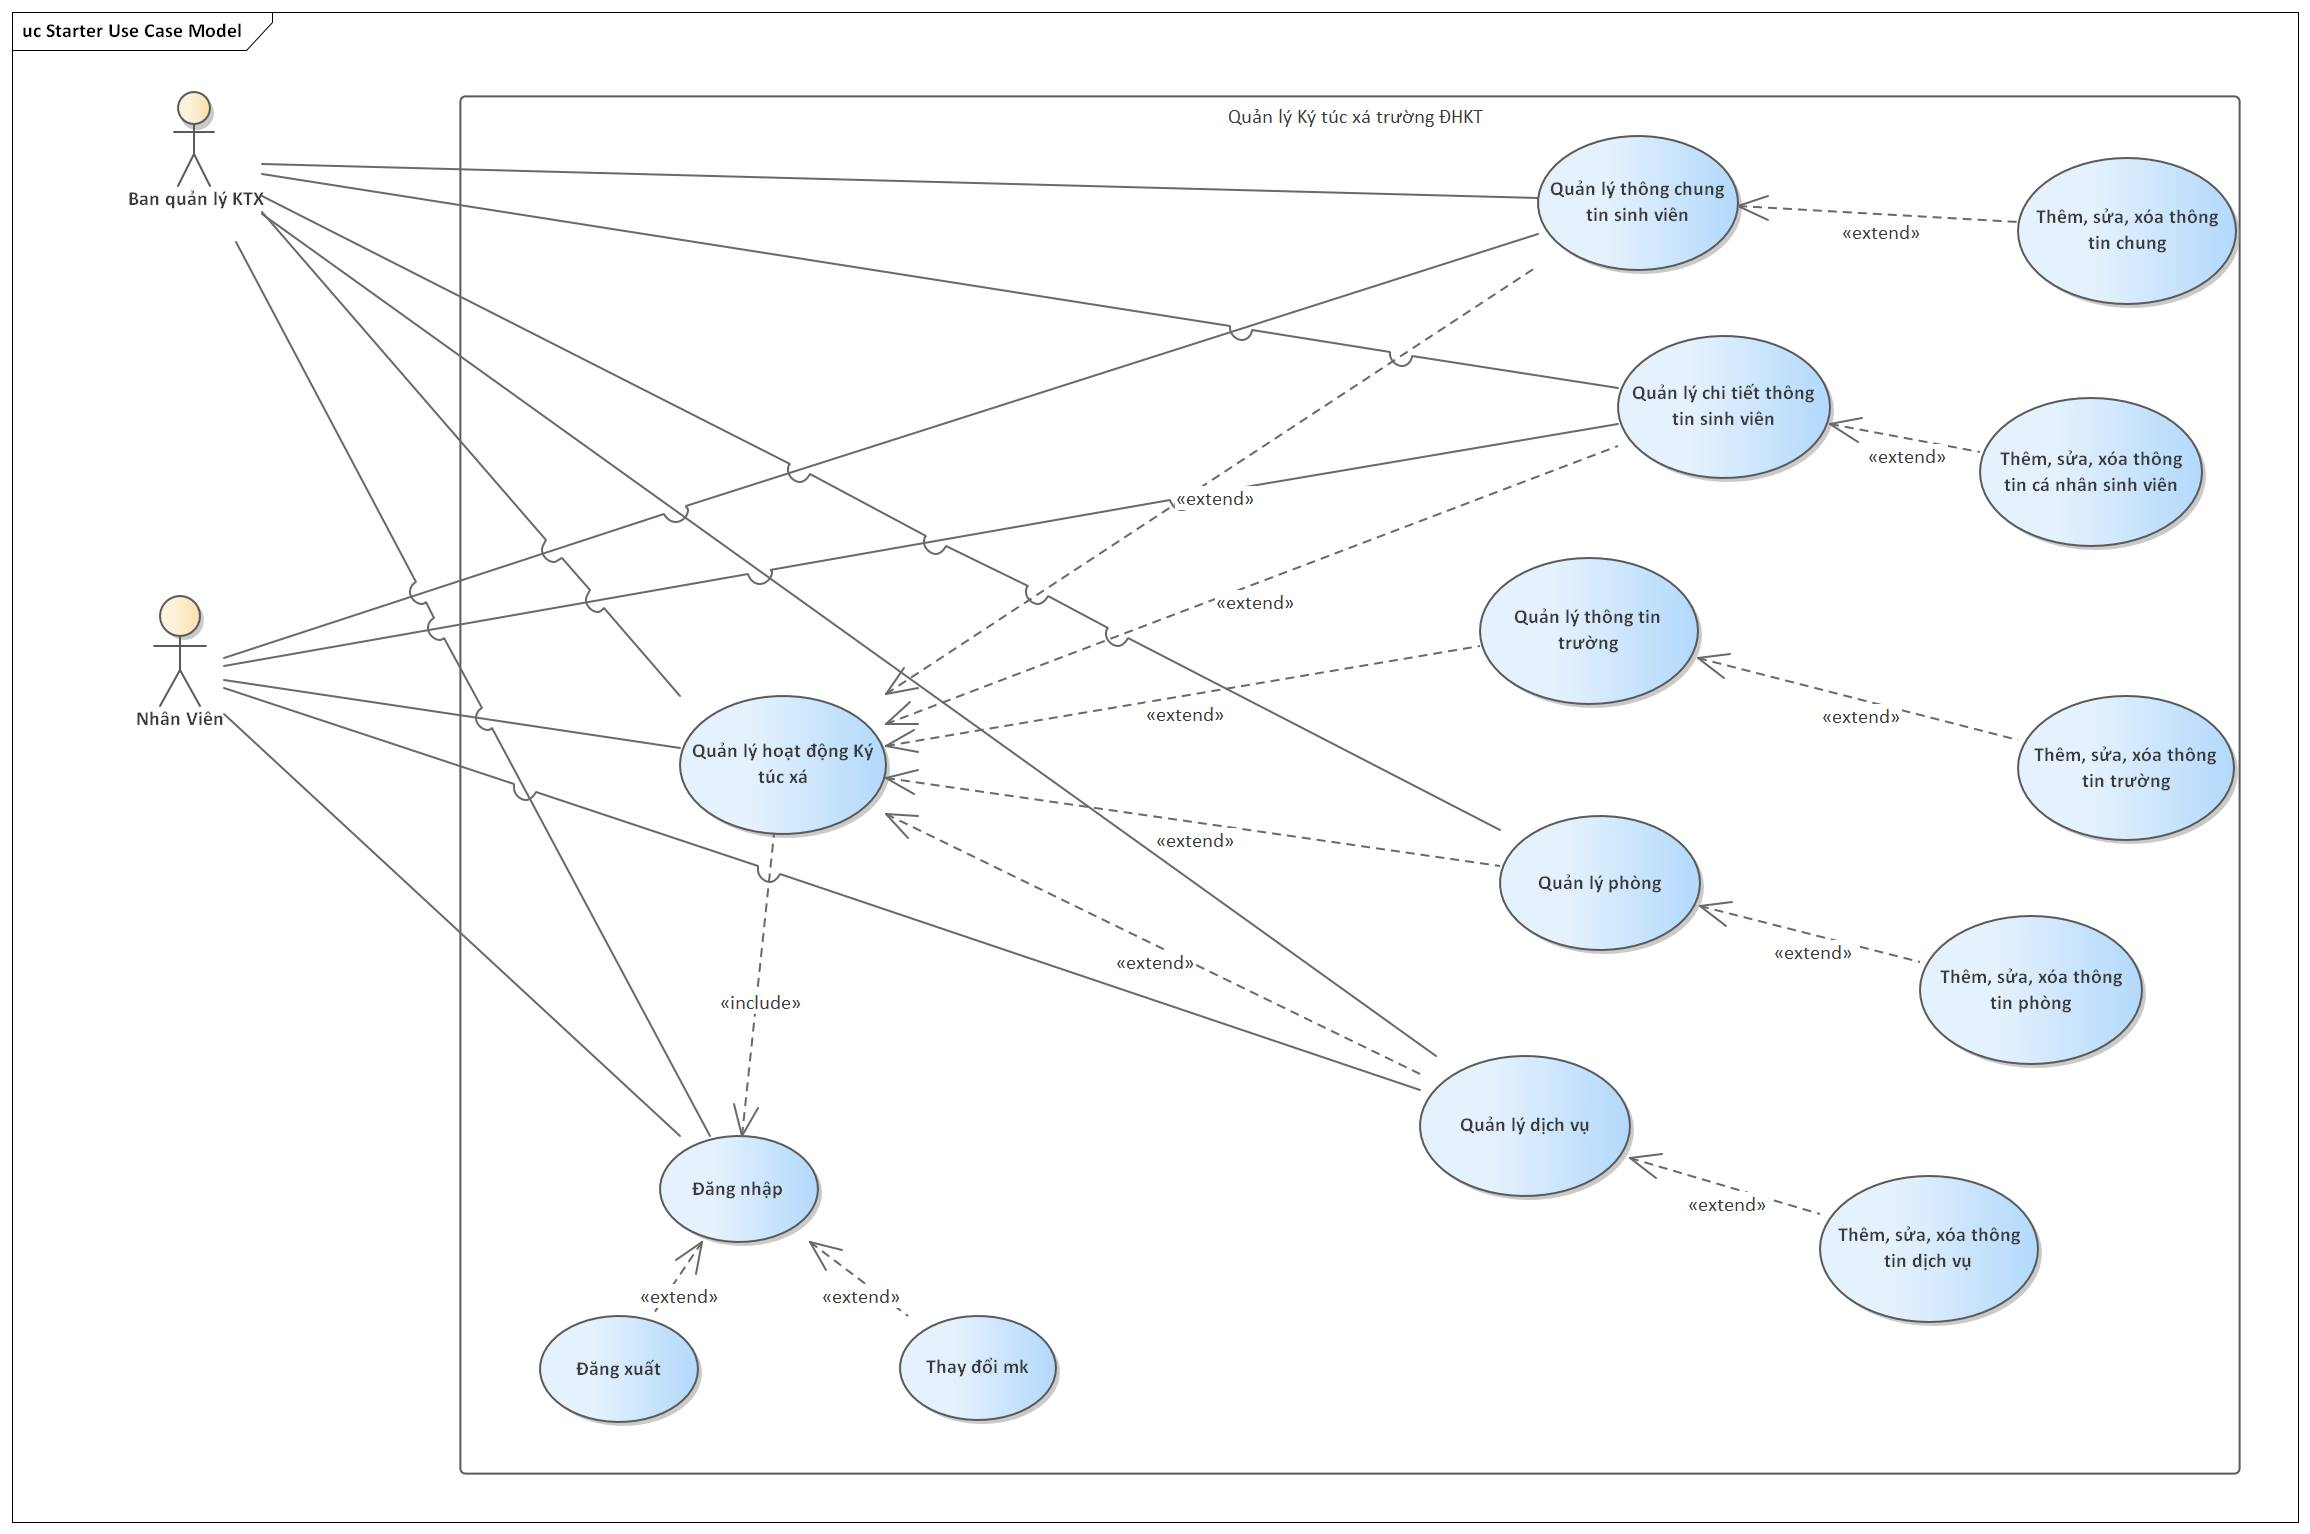 uc Starter Use Case Model
Quản lý Ký túc xá trường ĐHKT
Ban quản lý KTX
Quản lý thông chung
tin sinh viên
Thêm, sửa, xóa thông
tin chung
«extend»
Quản lý chi tiết thông
tin sinh viên
«extend»
Thêm, sửa, xóa thông
tin cá nhân sinh viên
«extend»
«extend»
Quản lý thông tin
trường
Nhân Viên
«extend»
«extend»
Quản lý hoạt động Ký
túc xá
Thêm, sửa, xóa thông
tin trường
«extend»
Quản lý phòng
«extend»
«extend»
Thêm, sửa, xóa thông
tin phòng
«include»
Quản lý dịch vụ
Đăng nhập
«extend»
Thêm, sửa, xóa thông
tin dịch vụ
«extend»
«extend»
Đăng xuất
Thay đổi mk